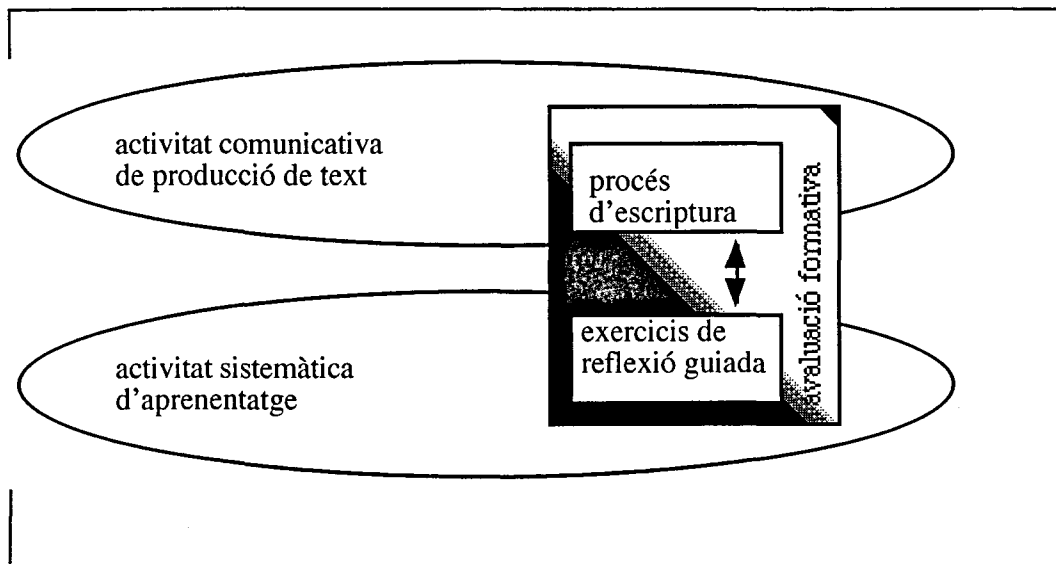 activitat comunicativa
de producció de text
procés
d'escriptura
avaluació formativa
exercicis de
reflexió guiada
activitat sistemàtica
d'aprenentatge